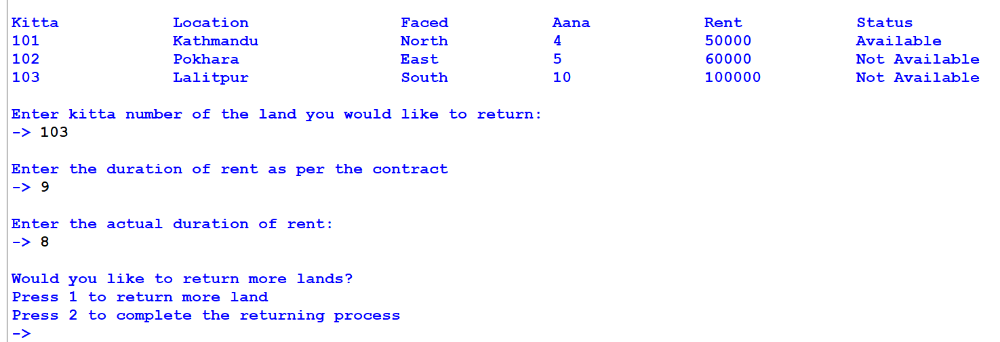 Kitta Location Faced Aana Rent Status
101 Kathmandu North 4 50000 Available
102 Pokhara East 5 60000 Not Available
103 Lalitpur South 10 100000 Not Available
Enter kitta number of the land you would like to return:
-> 103
Enter the duration of rent as per the contract
-> 9
Enter the actual duration of rent:
-> 8
Would you like to return more lands?
Press 1 to return more land
Press 2 to complete the returning process
->